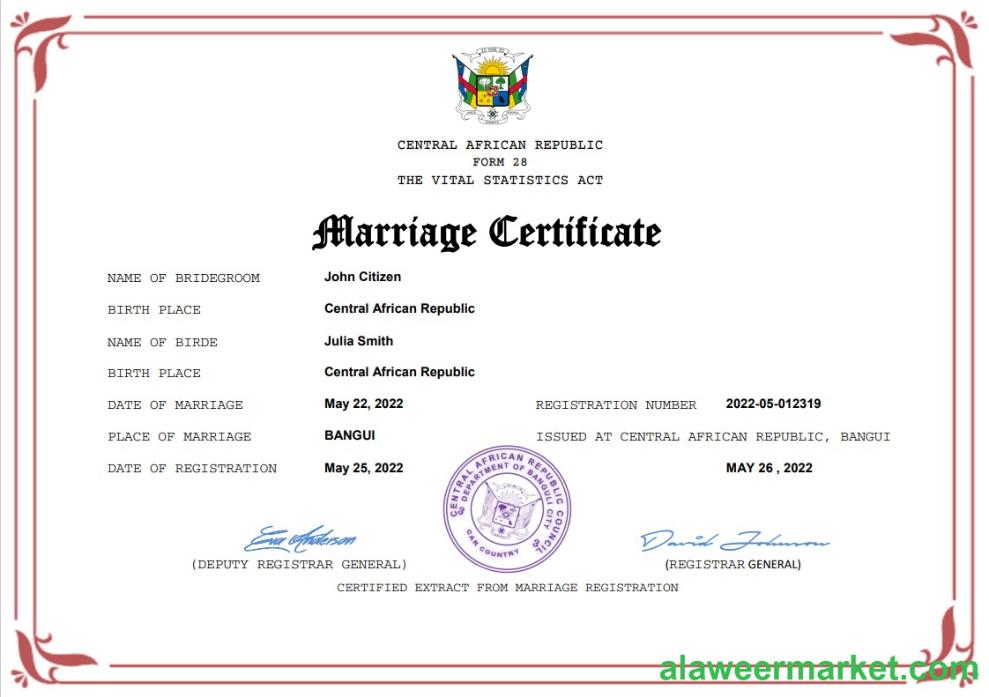 CENTRAL AFRICAN REPUBLIC
FORM 28
THE VITAL STATISTICS ACT
Marriage Certificate
NAME OF BRIDEGROOM John Citizen
BIRTH PLACE Central African Republic
NAME OF BIRDE Julia Smith
BIRTH PLACE Central African Republic
DATE OF MARRIAGE May 22, 2022 REGISTRATION NUMBER 2022-05-012319
PLACE OF MARRIAGE BANGUI ISSUED AT CENTRAL AFRICAN REPUBLIC, BANGUI
DATE OF REGISTRATION May 25, 2022 MAY 26 , 2022
CENTRAL AFRICAN REPUBLIC COUNCIL
DEPARTMENT OF BANGULI CITY
CAR COUNTRY
Eva Anderson David Johnson
(DEPUTY REGISTRAR GENERAL) (REGISTRAR GENERAL)
CERTIFIED EXTRACT FROM MARRIAGE REGISTRATION
alaweermarket.com